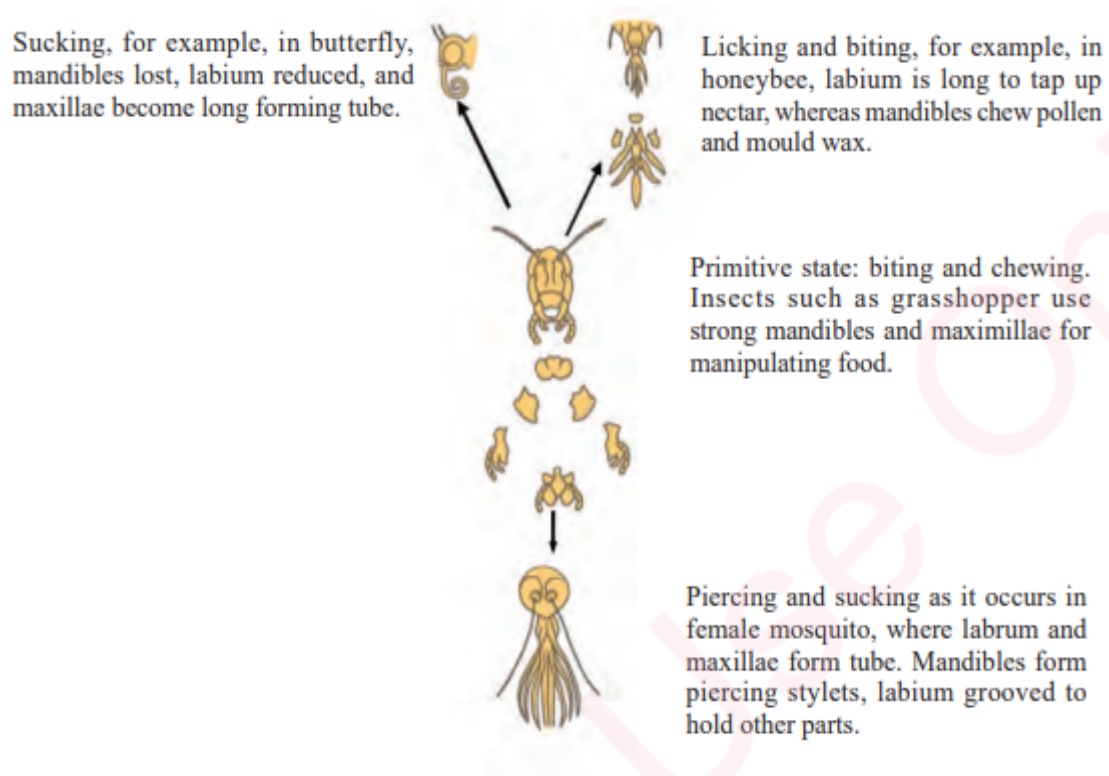 Sucking, for example, in butterfly,
mandibles lost, labium reduced, and
maxillae become long forming tube.
Licking and biting, for example, in
honeybee, labium is long to tap up
nectar, whereas mandibles chew pollen
and mould wax.
Primitive state: biting and chewing.
Insects such as grasshopper use
strong mandibles and maximillae for
manipulating food.
Piercing and sucking as it occurs in
female mosquito, where labrum and
maxillae form tube. Mandibles form
piercing stylets, labium grooved to
hold other parts.
Use On